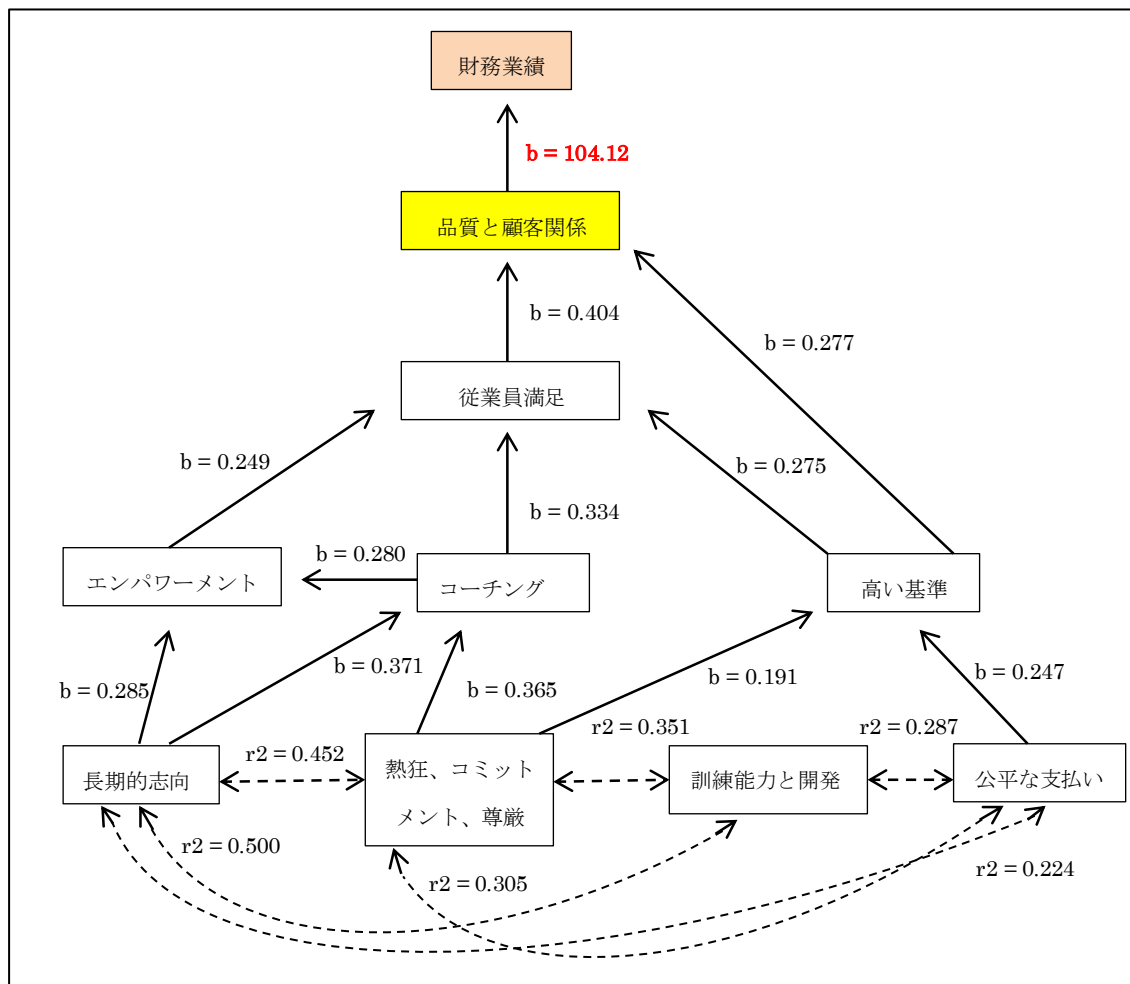 財務業績
b = 104.12
品質と顧客関係
b = 0.404
b = 0.277
従業員満足
b = 0.249
b = 0.275
b = 0.334
b = 0.280
エンパワーメント
コーチング
高い基準
b = 0.371
b = 0.285
b = 0.365
b = 0.191
b = 0.247
r2 = 0.452
r2 = 0.351
r2 = 0.287
長期的志向
熱狂、コミット
メント、尊厳
訓練能力と開発
公平な支払い
r2 = 0.500
r2 = 0.305
r2 = 0.224